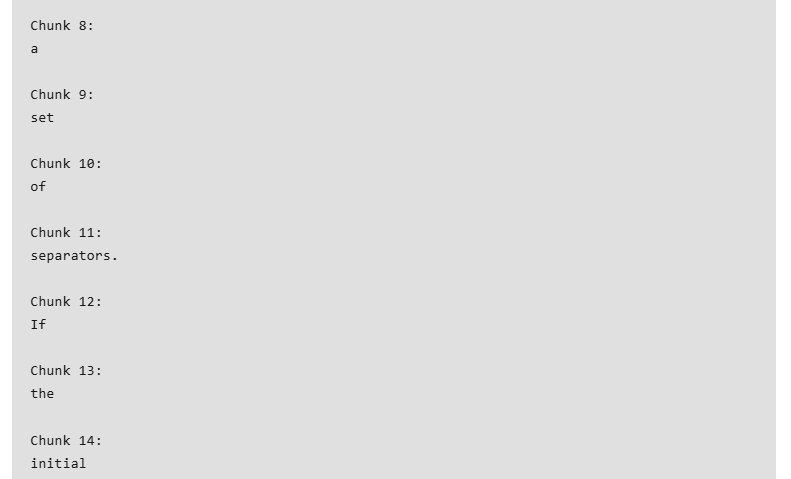 Chunk 8:
a
Chunk 9:
set
Chunk 10:
of
Chunk 11:
separators.
Chunk 12:
If
Chunk 13:
the
Chunk 14:
initial